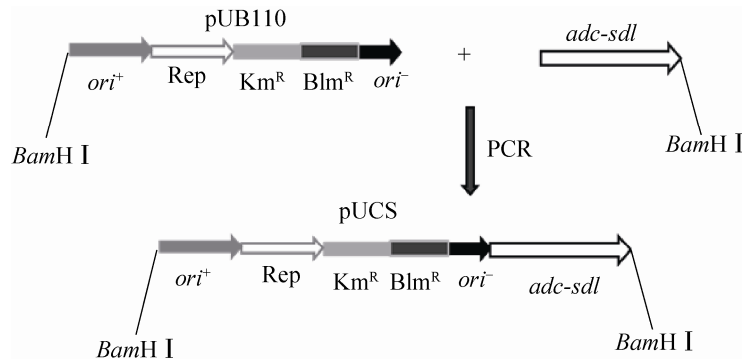 pUB110
+
adc-sdl
ori⁺
Rep
Kmᴿ
Blmᴿ
ori⁻
BamH I
BamH I
PCR
pUCS
ori⁺
Rep
Kmᴿ
Blmᴿ
ori⁻
adc-sdl
BamH I
BamH I